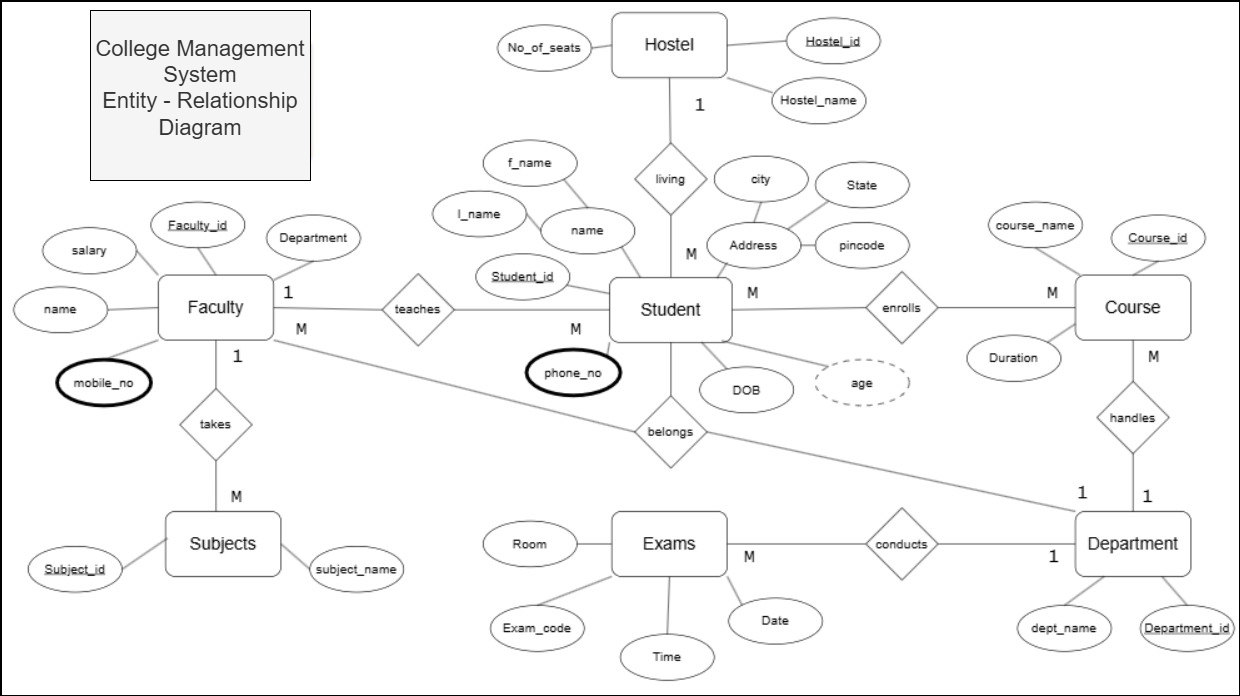 College Management
System
Entity - Relationship
Diagram
No_of_seats
Hostel
Hostel_id
Hostel_name
1
living
M
f_name
l_name
name
city
State
Address
pincode
Student_id
Student
phone_no
DOB
age
Faculty_id
salary
Department
name
Faculty
mobile_no
1
teaches
M
M
M
enrolls
M
course_name
Course_id
Course
Duration
1
takes
M
belongs
1
M
handles
1
Subjects
Subject_id
subject_name
Room
Exams
Exam_code
Time
Date
M
conducts
1
Department
dept_name
Department_id